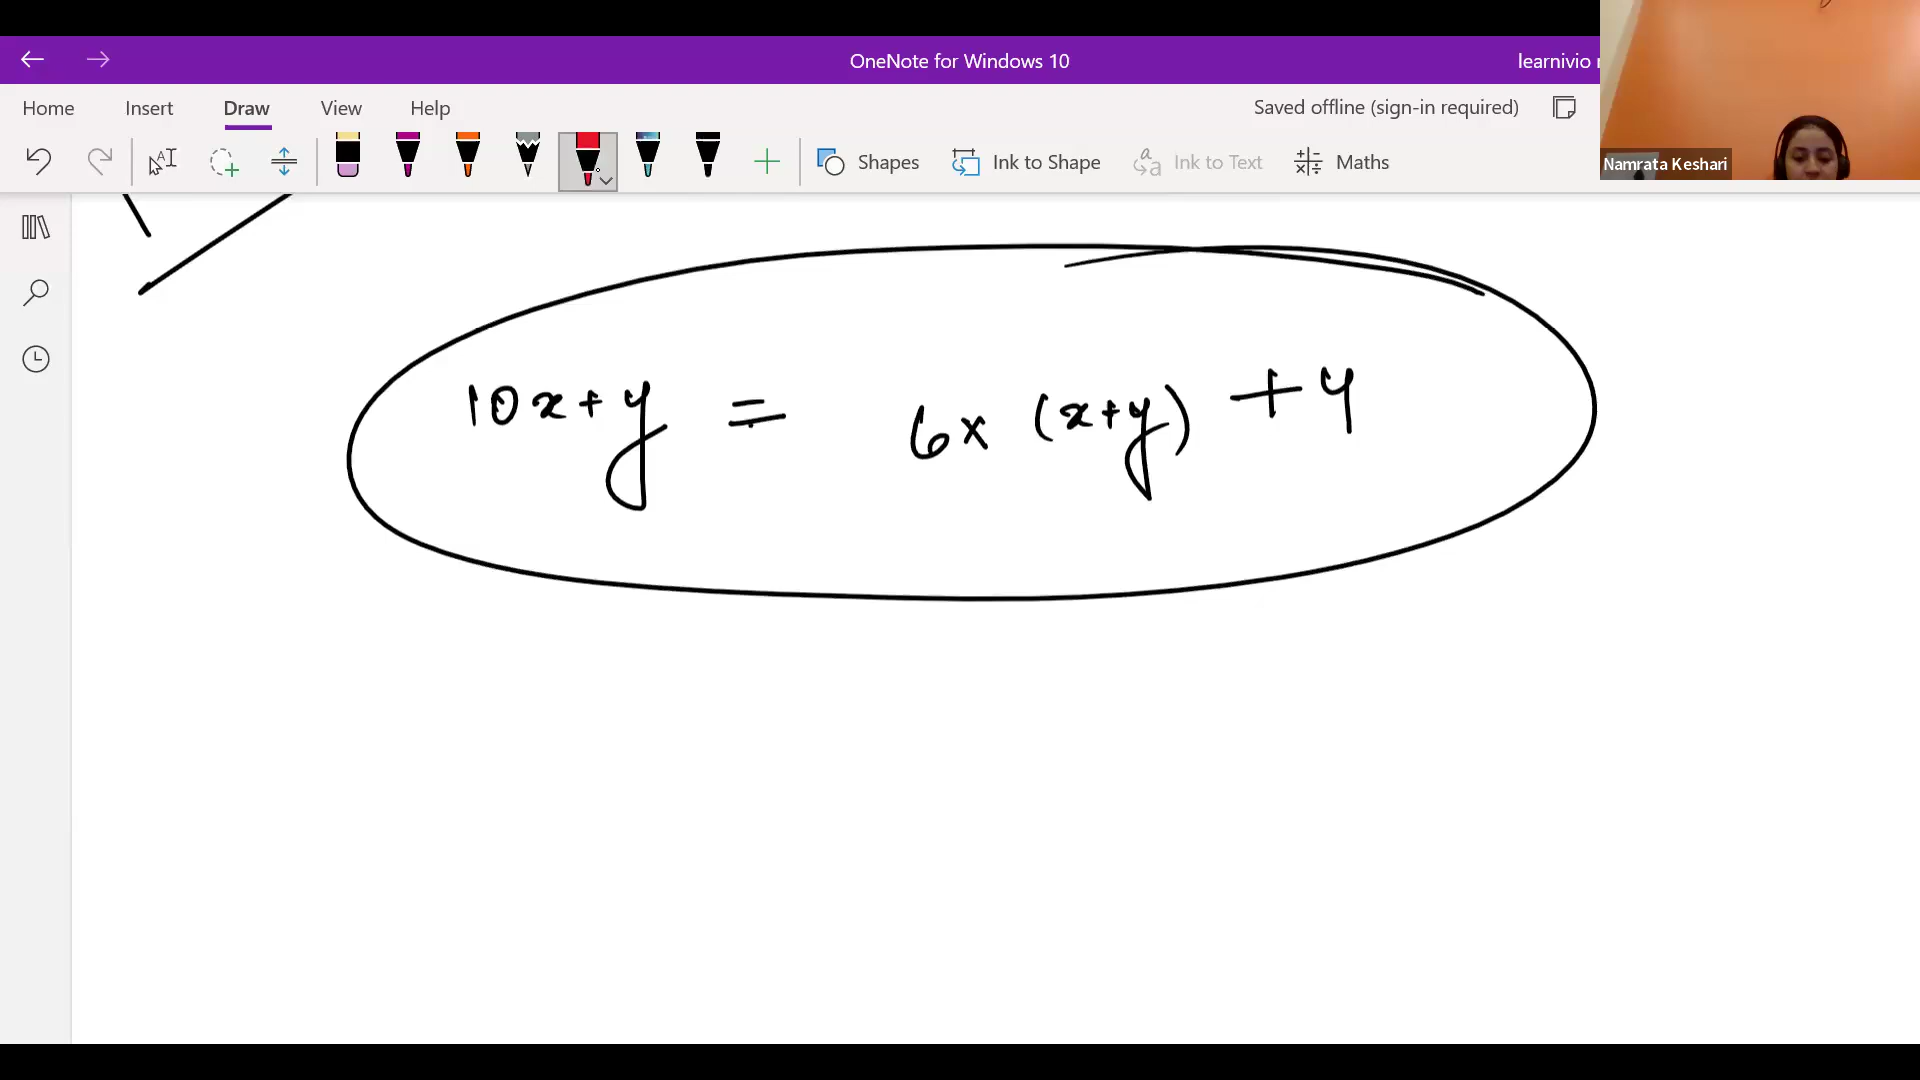 OneNote for Windows 10
learnivio
Home Insert Draw View Help
Saved offline (sign-in required)
Shapes Ink to Shape Ink to Text Maths
Namrata Keshari
10x+y = 6x (x+y) +4